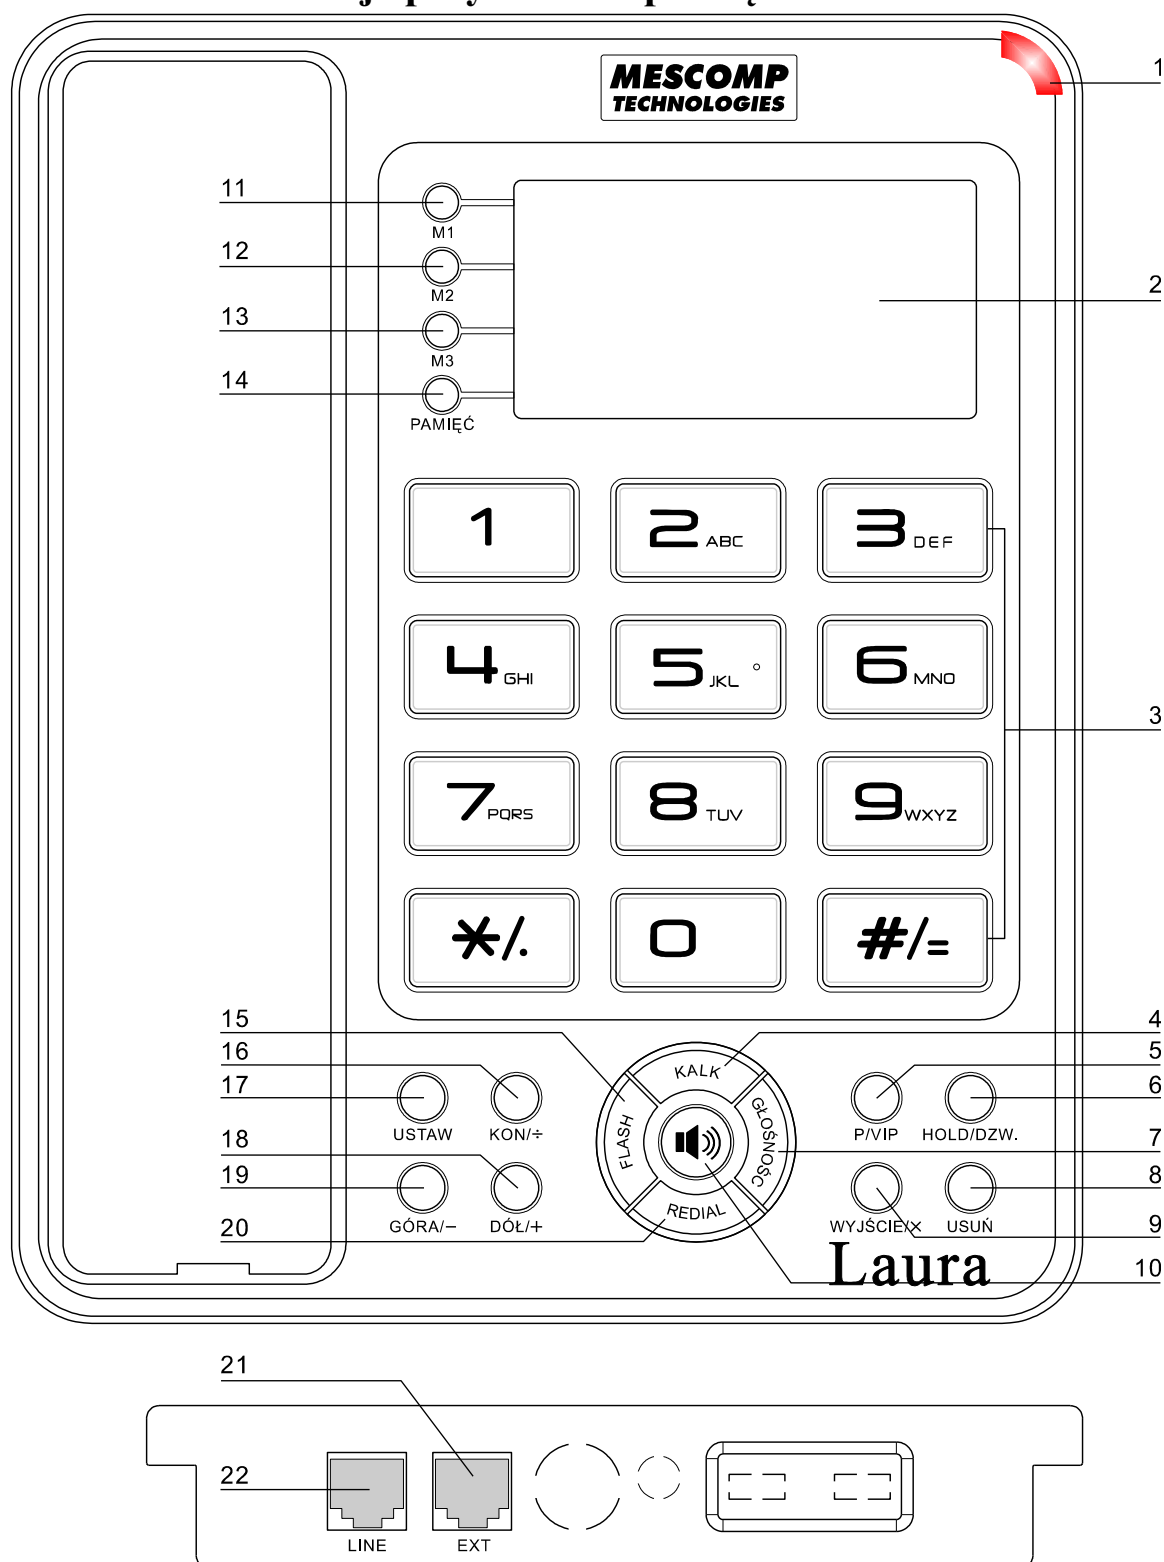 MESCOMP
TECHNOLOGIES
1
11
M1
12
M2
2
13
M3
14
PAMIĘĆ
1
2 ABC
3 DEF
4 GHI
5 JKL °
6 MNO
3
7 PQRS
8 TUV
9 WXYZ
*/.
0
#/=
15
4
16
5
17
6
KALK
FLASH
GŁOŚNOŚC
REDIAL
USTAW
KON/÷
P/VIP
HOLD/DZW.
18
7
19
8
20
9
GÓRA/−
DÓŁ/+
WYJŚCIE/×
USUŃ
Laura
10
21
22
LINE
EXT